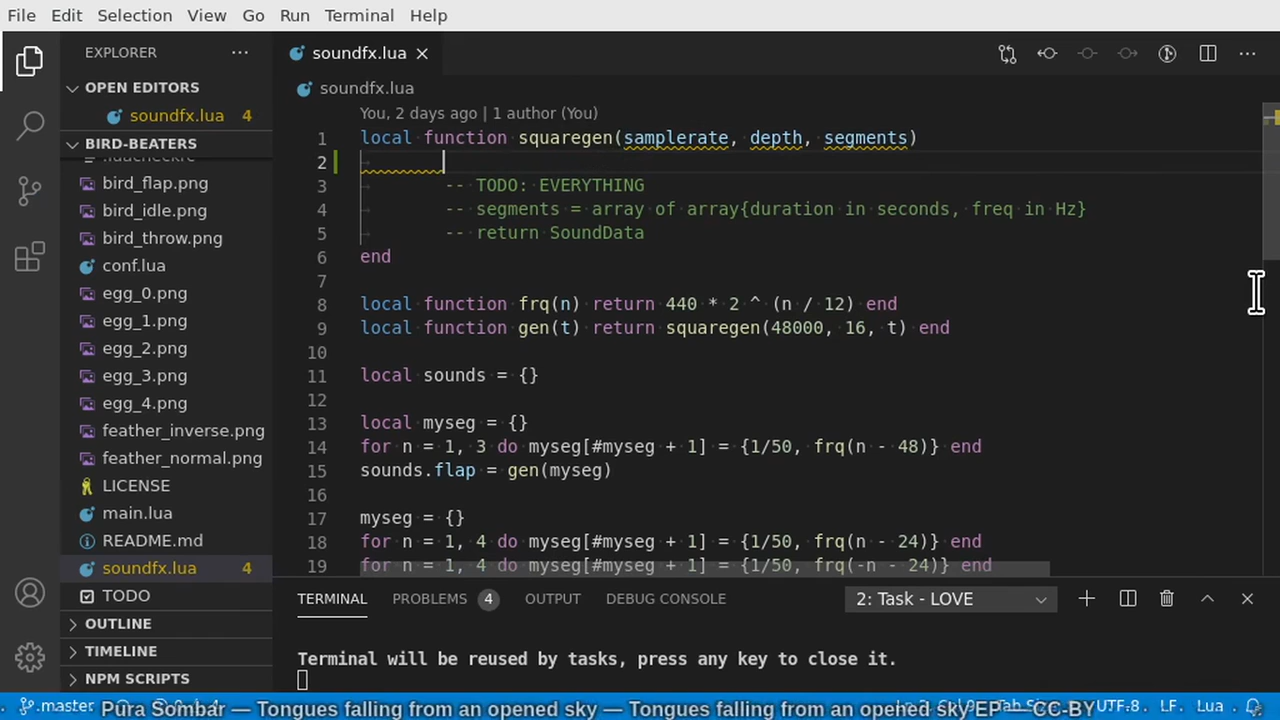 File Edit Selection View Go Run Terminal Help
EXPLORER ···
OPEN EDITORS
soundfx.lua 4
BIRD-BEATERS
.luacheckrc
bird_flap.png
bird_idle.png
bird_throw.png
conf.lua
egg_0.png
egg_1.png
egg_2.png
egg_3.png
egg_4.png
feather_inverse.png
feather_normal.png
LICENSE
main.lua
README.md
soundfx.lua 4
TODO
OUTLINE
TIMELINE
NPM SCRIPTS
soundfx.lua
soundfx.lua
You, 2 days ago | 1 author (You)
1 local function squaregen(samplerate, depth, segments)
2
3 -- TODO: EVERYTHING
4 -- segments = array of array{duration in seconds, freq in Hz}
5 -- return SoundData
6 end
7
8 local function frq(n) return 440 * 2 ^ (n / 12) end
9 local function gen(t) return squaregen(48000, 16, t) end
10
11 local sounds = {}
12
13 local myseg = {}
14 for n = 1, 3 do myseg[#myseg + 1] = {1/50, frq(n - 48)} end
15 sounds.flap = gen(myseg)
16
17 myseg = {}
18 for n = 1, 4 do myseg[#myseg + 1] = {1/50, frq(n - 24)} end
19 for n = 1, 4 do myseg[#myseg + 1] = {1/50, frq(-n - 24)} end
TERMINAL PROBLEMS 4 OUTPUT DEBUG CONSOLE 2: Task - LOVE
Terminal will be reused by tasks, press any key to close it.
master UTF-8 LF Lua
Pura Sombar — Tongues falling from an opened sky — Tongues falling from an opened sky EP — CC-BY